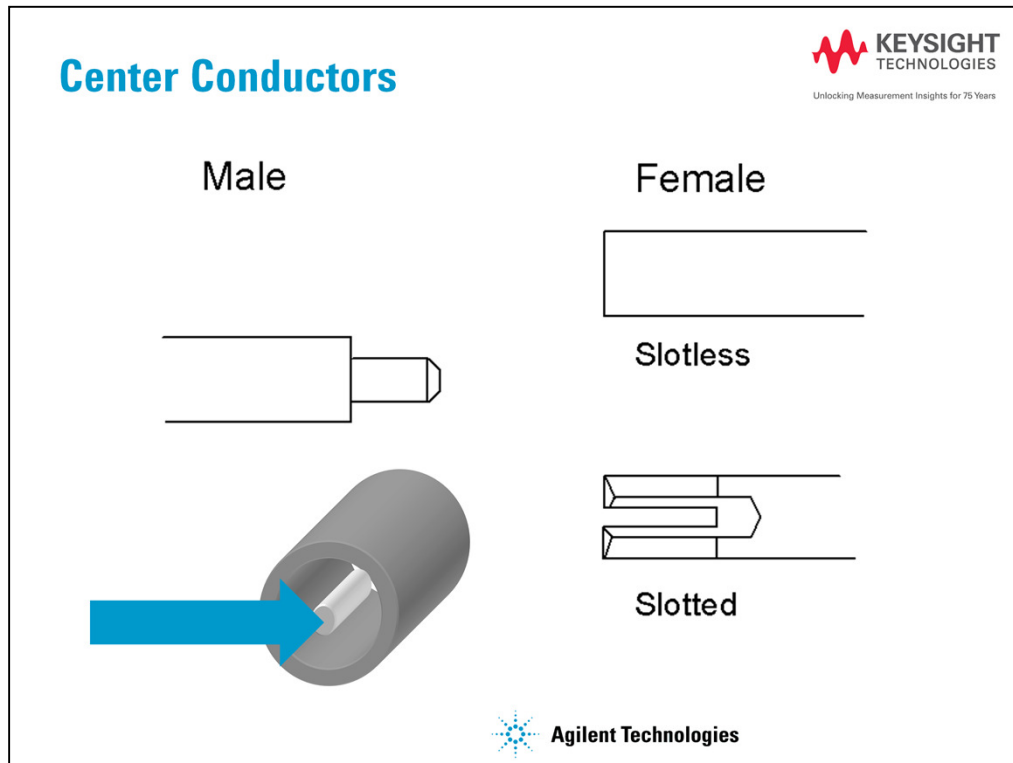 Center Conductors
KEYSIGHT
TECHNOLOGIES
Unlocking Measurement Insights for 75 Years
Male
Female
Slotless
Slotted
Agilent Technologies